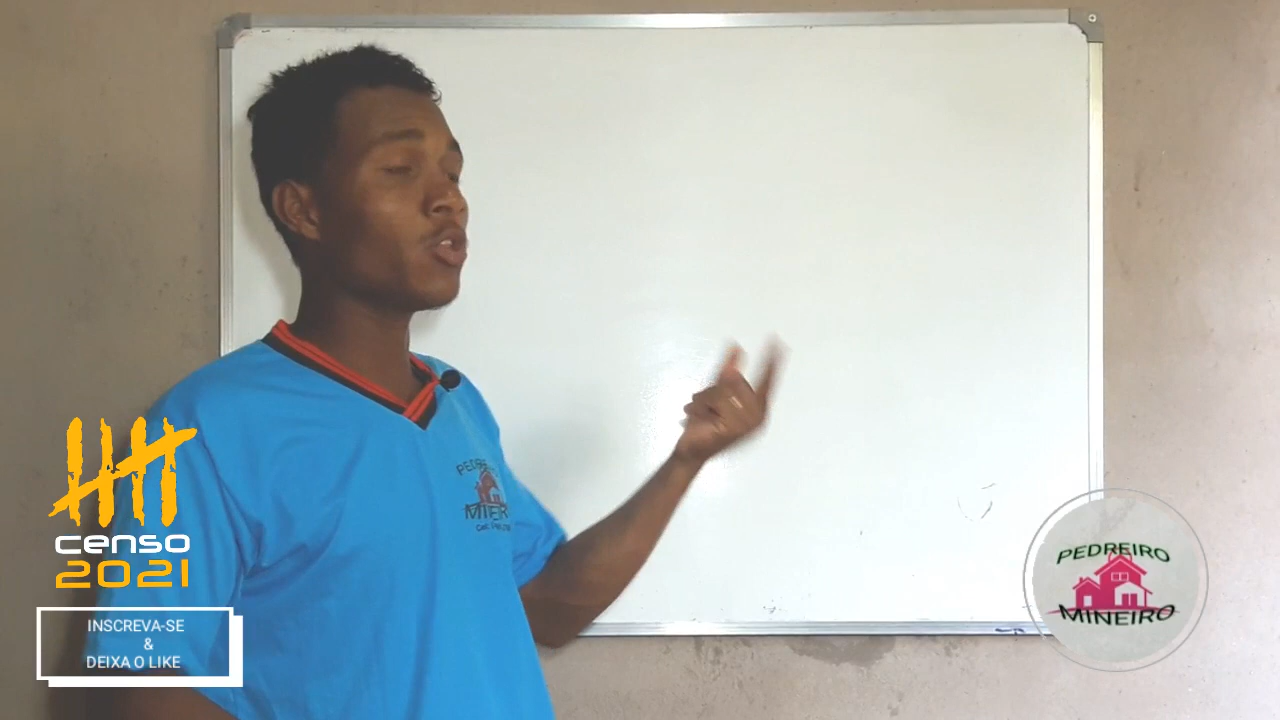 censo
2021
INSCREVA-SE
&
DEIXA O LIKE
PEDREIRO
MINEIRO